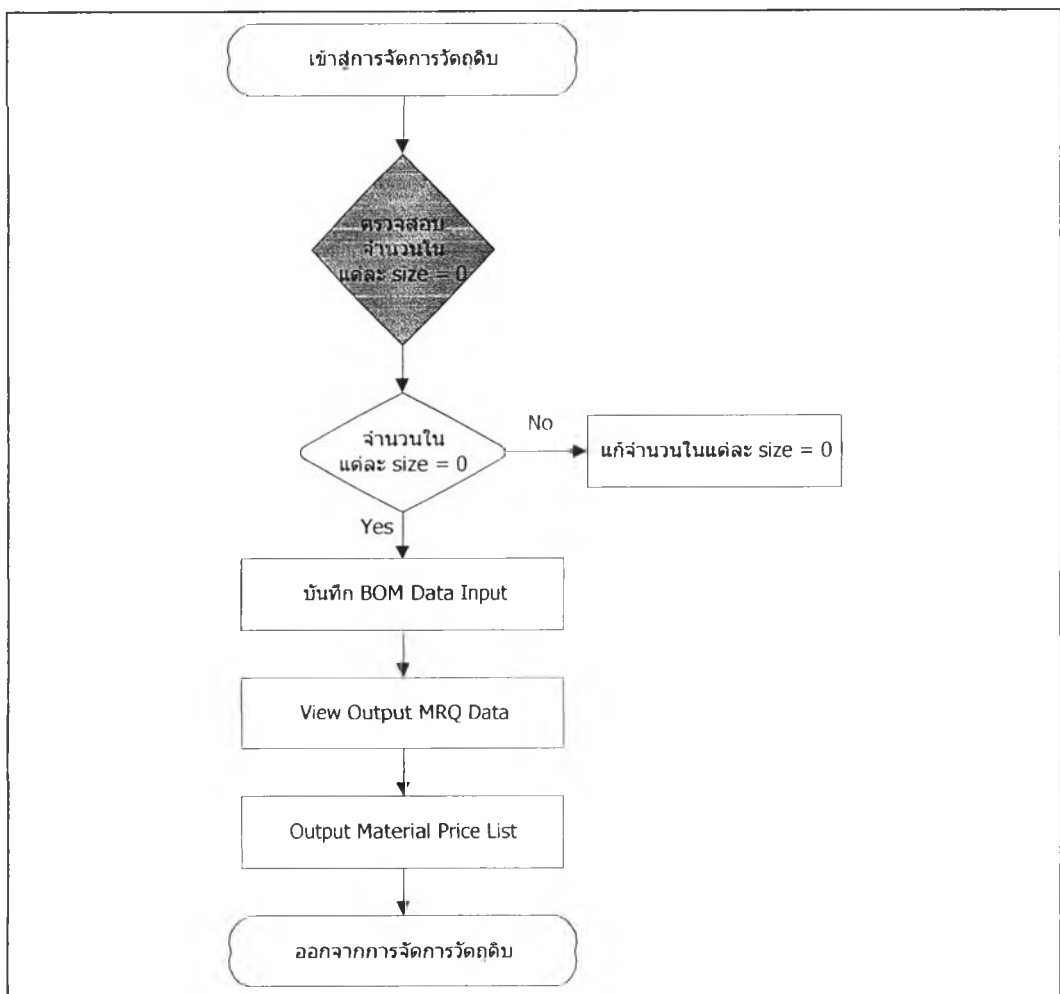 เข้าสู่การจัดการวัตถุดิบ
ตรวจสอบ
จำนวนใน
แต่ละ size = 0
จำนวนใน
แต่ละ size = 0
No
แก้จำนวนในแต่ละ size = 0
Yes
บันทึก BOM Data Input
View Output MRQ Data
Output Material Price List
ออกจากการจัดการวัตถุดิบ